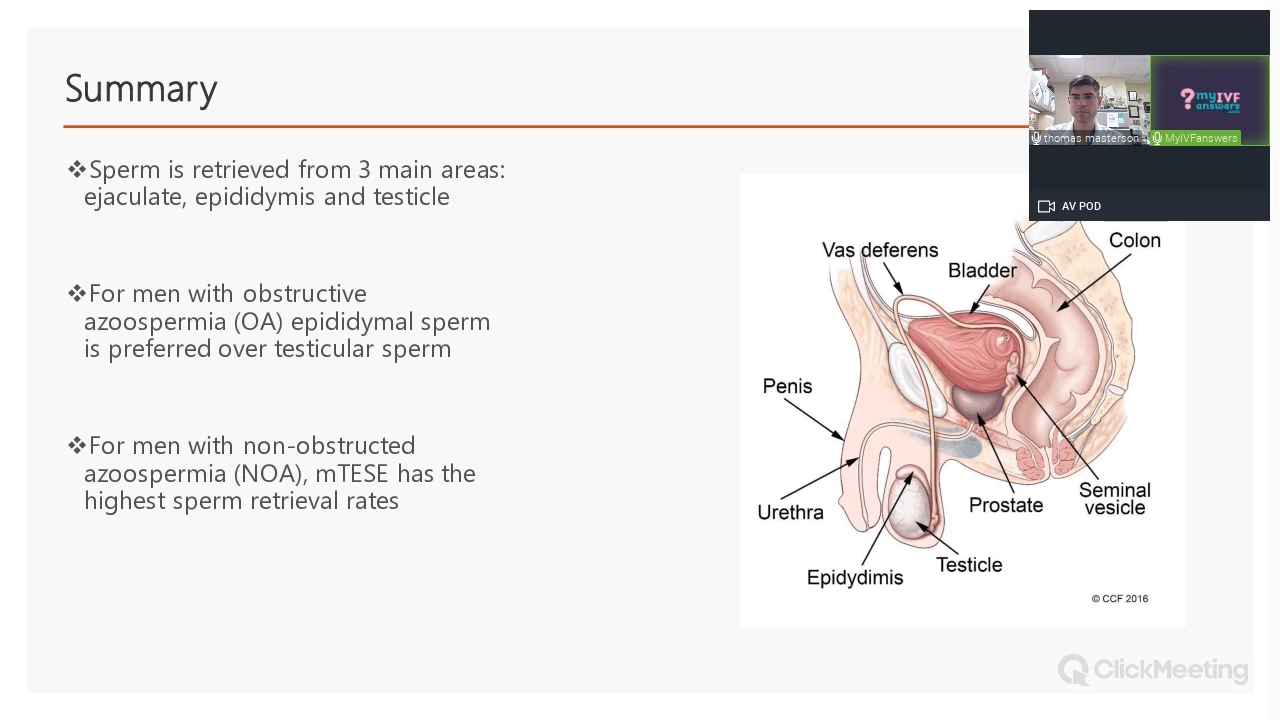 Summary
❖Sperm is retrieved from 3 main areas:
ejaculate, epididymis and testicle
❖For men with obstructive
azoospermia (OA) epididymal sperm
is preferred over testicular sperm
❖For men with non-obstructed
azoospermia (NOA), mTESE has the
highest sperm retrieval rates
?myIVF
answers
.com
thomas masterson
MyIVFanswers
AV POD
Colon
Vas deferens
Bladder
Penis
Urethra
Prostate
Seminal
vesicle
Testicle
Epidydimis
© CCF 2016
ClickMeeting